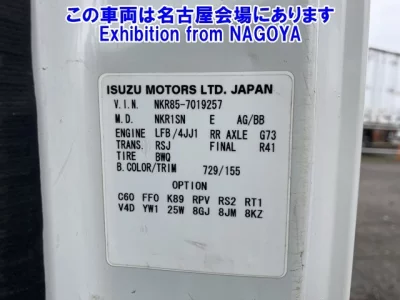 この車両は名古屋会場にあります
Exhibition from NAGOYA
ISUZU MOTORS LTD. JAPAN
V.I.N. NKR85-7019257
M.D. NKR1SN E AG/BB
ENGINE LFB/4JJ1 RR AXLE G73
TRANS. RSJ FINAL R41
TIRE BWQ
B.COLOR/TRIM 729/155
OPTION
C60 FFO K89 RPV RS2 RT1
V4D YW1 25W 8GJ 8JM 8KZ